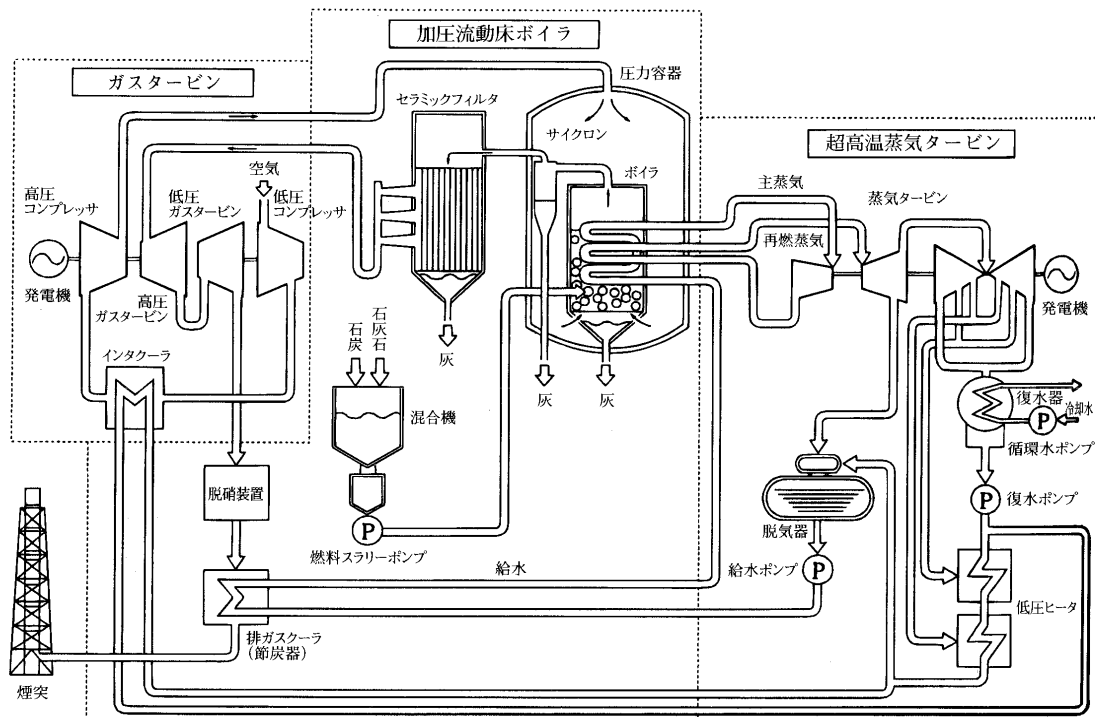 加圧流動床ボイラ
ガスタービン
圧力容器
セラミックフィルタ
サイクロン
ボイラ
超高温蒸気タービン
主蒸気
再燃蒸気
蒸気タービン
空気
高圧
コンプレッサ
低圧
ガスタービン
低圧
コンプレッサ
発電機
高圧
ガスタービン
インタクーラ
石炭
石灰石
灰
灰
灰
混合機
発電機
復水器
冷却水
P
循環水ポンプ
P
復水ポンプ
脱硝装置
P
燃料スラリーポンプ
脱気器
給水
給水ポンプ
P
低圧ヒータ
排ガスクーラ
(節炭器)
煙突